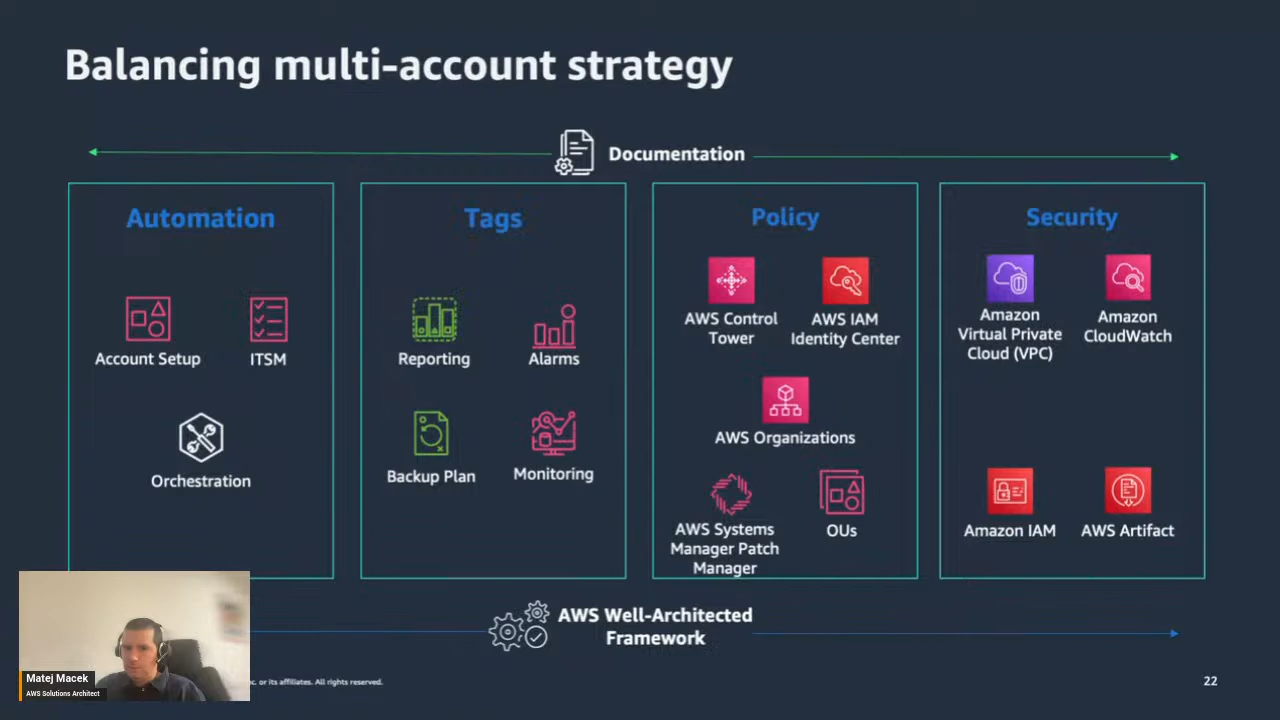 Balancing multi-account strategy
Documentation
Automation
Account Setup
ITSM
Orchestration
Tags
Reporting
Alarms
Backup Plan
Monitoring
Policy
AWS Control
Tower
AWS IAM
Identity Center
AWS Organizations
AWS Systems
Manager Patch
Manager
OUs
Security
Amazon
Virtual Private
Cloud (VPC)
Amazon
CloudWatch
Amazon IAM
AWS Artifact
AWS Well-Architected
Framework
Matej Macek
AWS Solutions Architect
or its affiliates. All rights reserved.
22